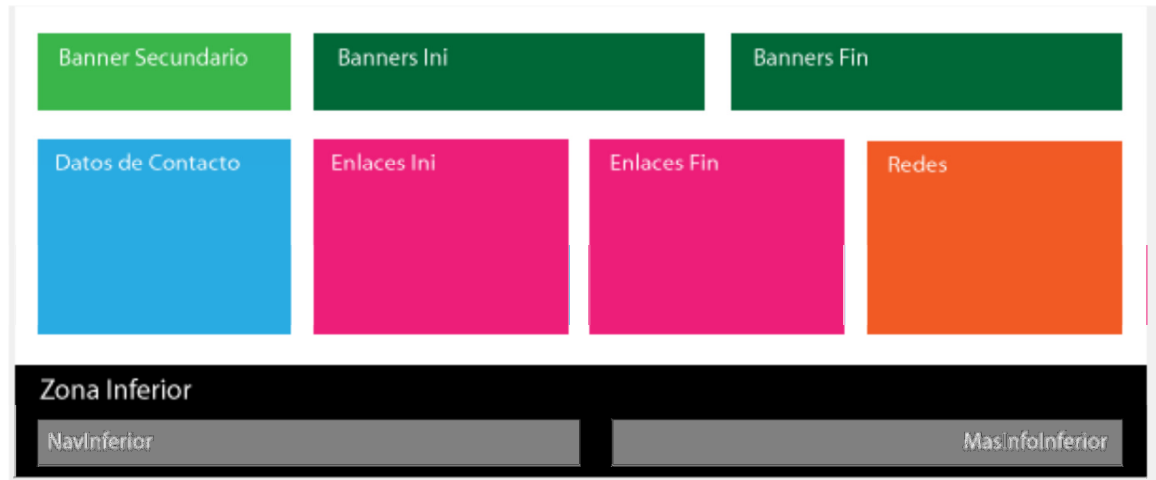 Banner Secundario
Banners Ini
Banners Fin
Datos de Contacto
Enlaces Ini
Enlaces Fin
Redes
Zona Inferior
NavInferior
MasInfoInferior